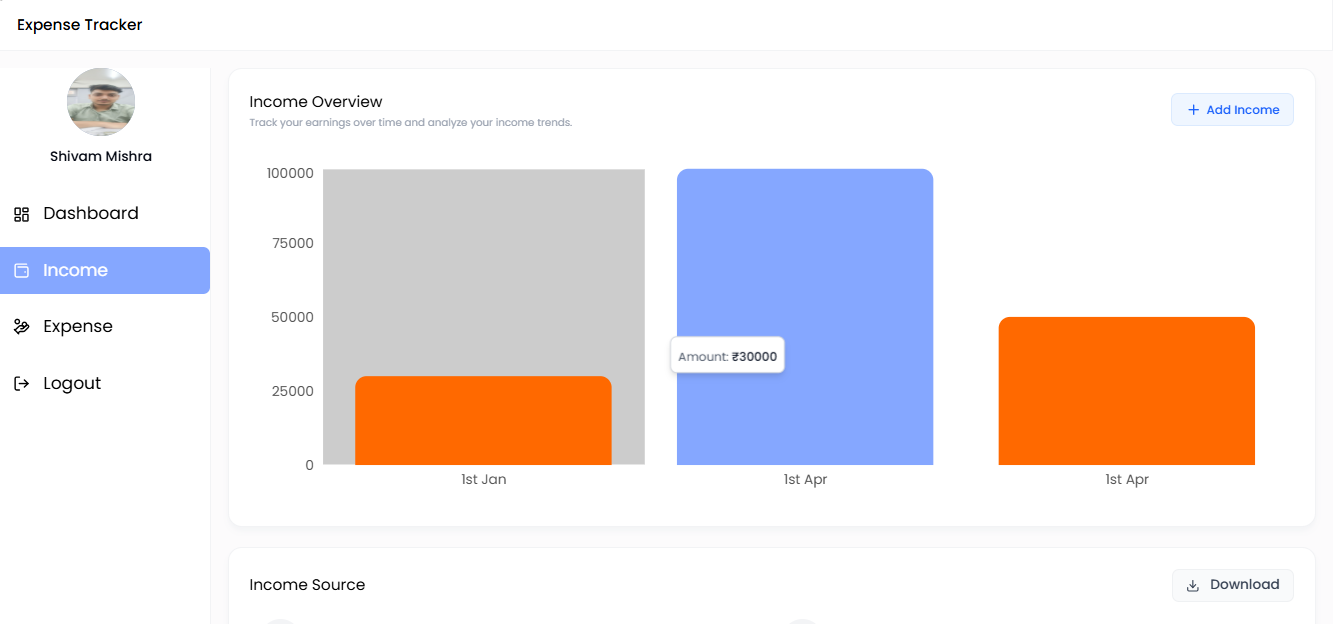 Expense Tracker
Shivam Mishra
Dashboard
Income
Expense
Logout
Income Overview
Track your earnings over time and analyze your income trends.
+ Add Income
100000
75000
50000
25000
0
Amount: ₹30000
1st Jan
1st Apr
1st Apr
Income Source
Download